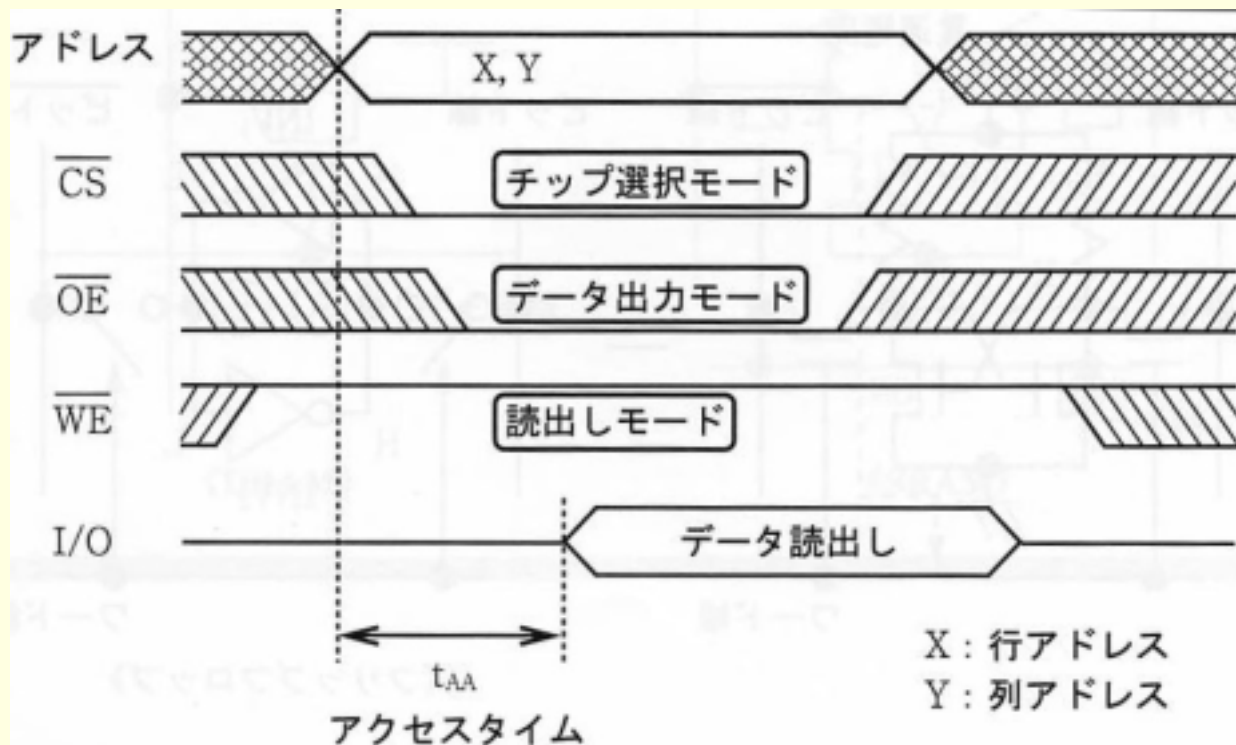 アドレス
X, Y
CS
チップ選択モード
OE
データ出力モード
WE
読出しモード
I/O
データ読出し
tAA
アクセスタイム
X : 行アドレス
Y : 列アドレス